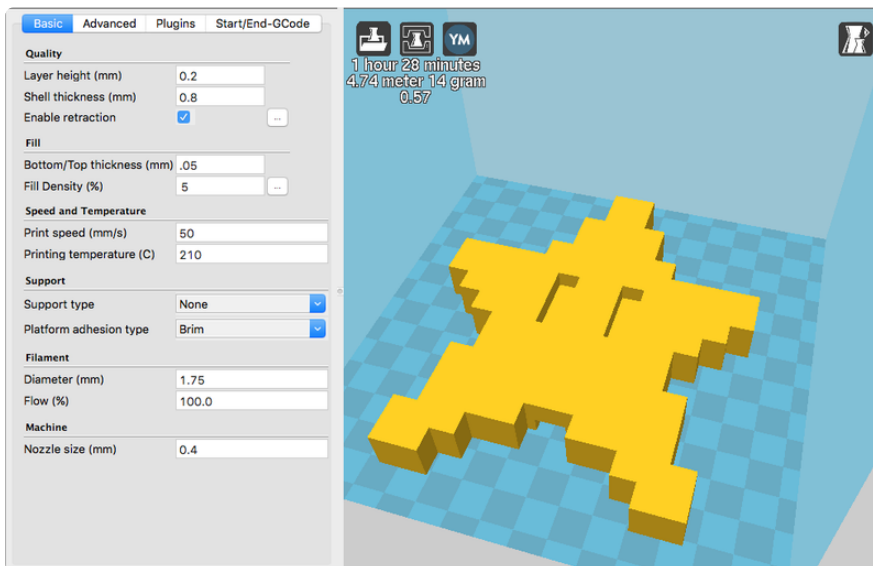 Basic Advanced Plugins Start/End-GCode
Quality
Layer height (mm) 0.2
Shell thickness (mm) 0.8
Enable retraction ...
Fill
Bottom/Top thickness (mm) .05
Fill Density (%) 5 ...
Speed and Temperature
Print speed (mm/s) 50
Printing temperature (C) 210
Support
Support type None
Platform adhesion type Brim
Filament
Diameter (mm) 1.75
Flow (%) 100.0
Machine
Nozzle size (mm) 0.4
YM
1 hour 28 minutes
4.74 meter 14 gram
0.57